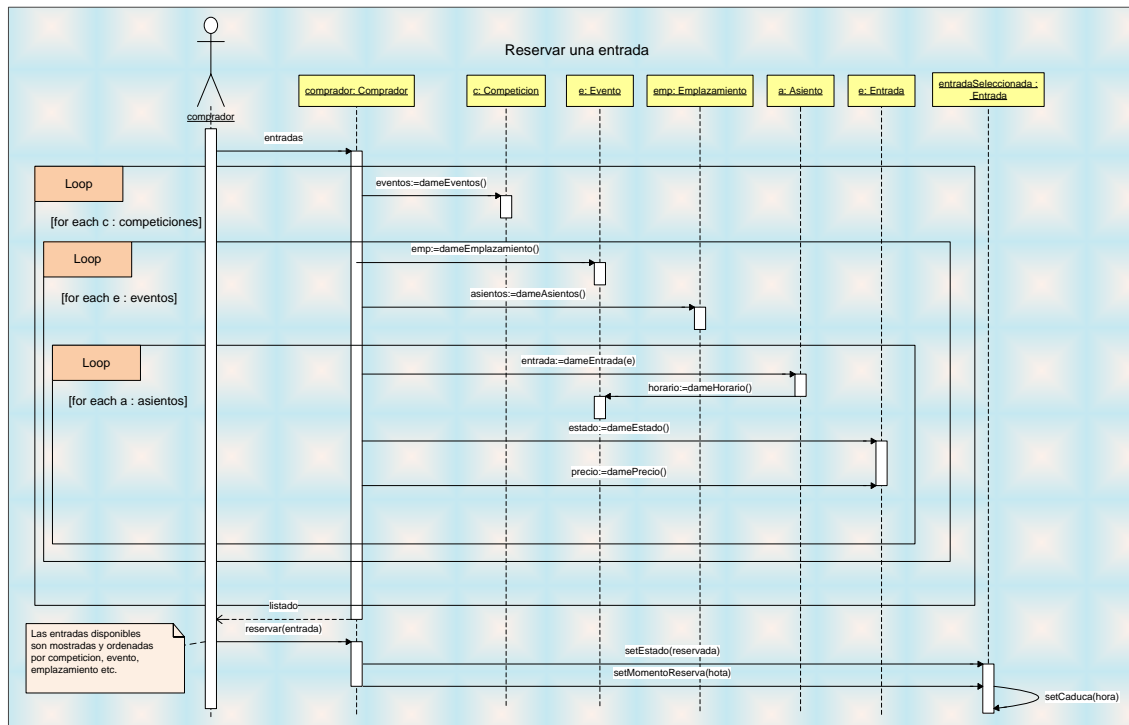 Reservar una entrada
comprador
comprador: Comprador
c: Competicion
e: Evento
emp: Emplazamiento
a: Asiento
e: Entrada
entradaSeleccionada :
Entrada
entradas
Loop
[for each c : competiciones]
eventos:=dameEventos()
Loop
[for each e : eventos]
emp:=dameEmplazamiento()
asientos:=dameAsientos()
Loop
[for each a : asientos]
entrada:=dameEntrada(e)
horario:=dameHorario()
estado:=dameEstado()
precio:=damePrecio()
listado
reservar(entrada)
Las entradas disponibles
son mostradas y ordenadas
por competicion, evento,
emplazamiento etc.
setEstado(reservada)
setMomentoReserva(hota)
setCaduca(hora)